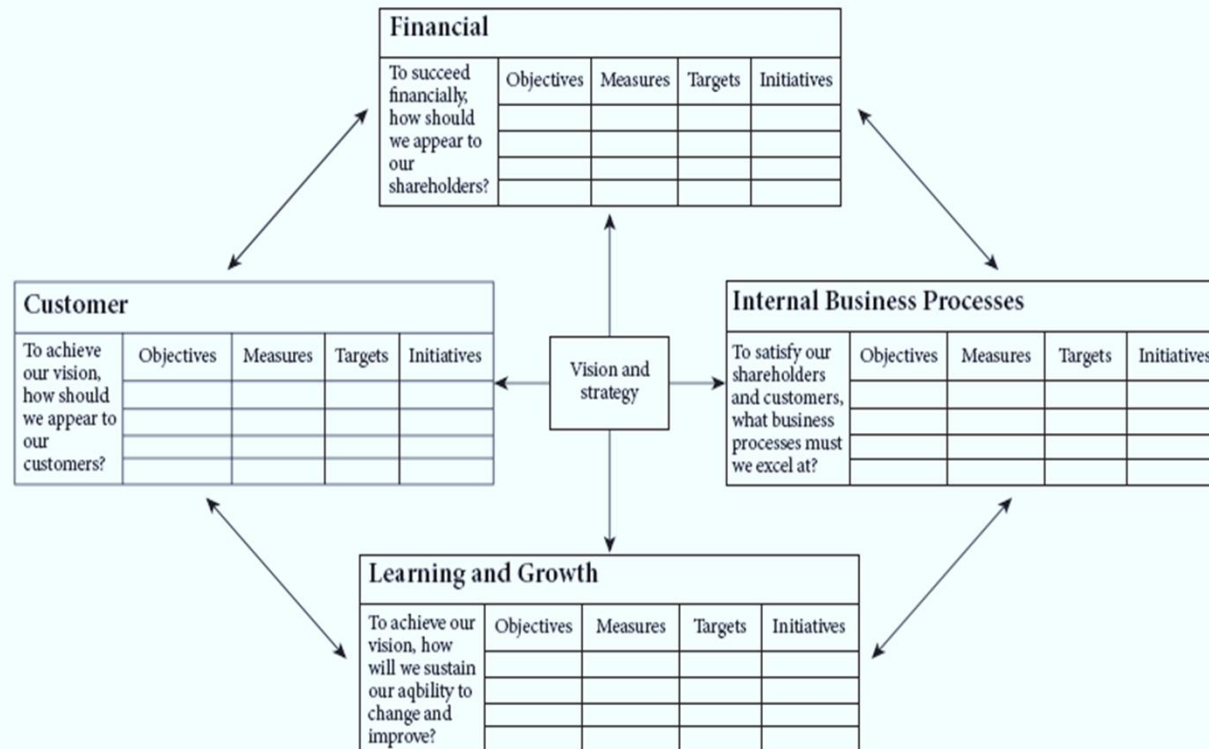 Financial
To succeed
financially,
how should
we appear to
our
shareholders?
Objectives Measures Targets Initiatives
Customer
To achieve
our vision,
how should
we appear to
our
customers?
Objectives Measures Targets Initiatives
Vision and
strategy
Internal Business Processes
To satisfy our
shareholders
and customers,
what business
processes must
we excel at?
Objectives Measures Targets Initiatives
Learning and Growth
To achieve our
vision, how
will we sustain
our aqbility to
change and
improve?
Objectives Measures Targets Initiatives